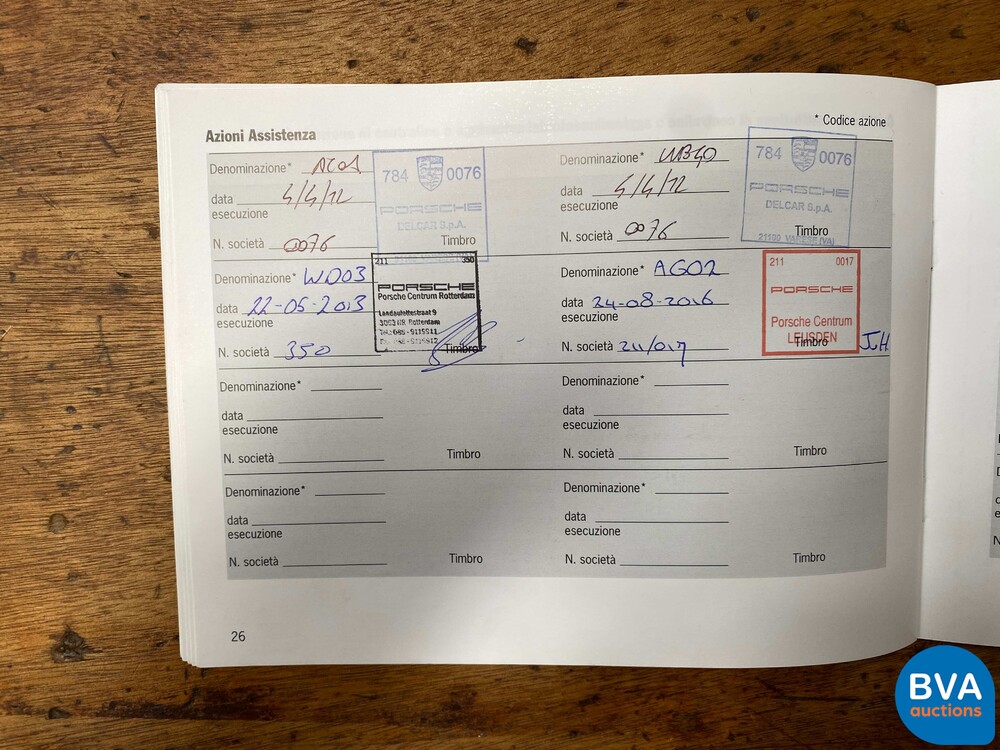 * Codice azione
Azioni Assistenza
Denominazione*
data 4/4/12
esecuzione
N. società 0076
Timbro
784 0076
PORSCHE
DELCAR S.p.A.
Denominazione* WB40
data 4/4/12
esecuzione
N. società 0076
Timbro
784 0076
PORSCHE
DELCAR S.p.A.
21100 VARESE (VA)
Denominazione* WD03
data 22-05-2013
esecuzione
N. società 350
Timbro
211 350
PORSCHE
Porsche Centrum Rotterdam
Denominazione* AG02
data 24-08-2016
esecuzione
N. società 211/017
Timbro
211 0017
PORSCHE
Porsche Centrum
LEUSDEN
Denominazione*
data
esecuzione
N. società
Timbro
Denominazione*
data
esecuzione
N. società
Timbro
Denominazione*
data
esecuzione
N. società
Timbro
Denominazione*
data
esecuzione
N. società
Timbro
26
BVA
auctions